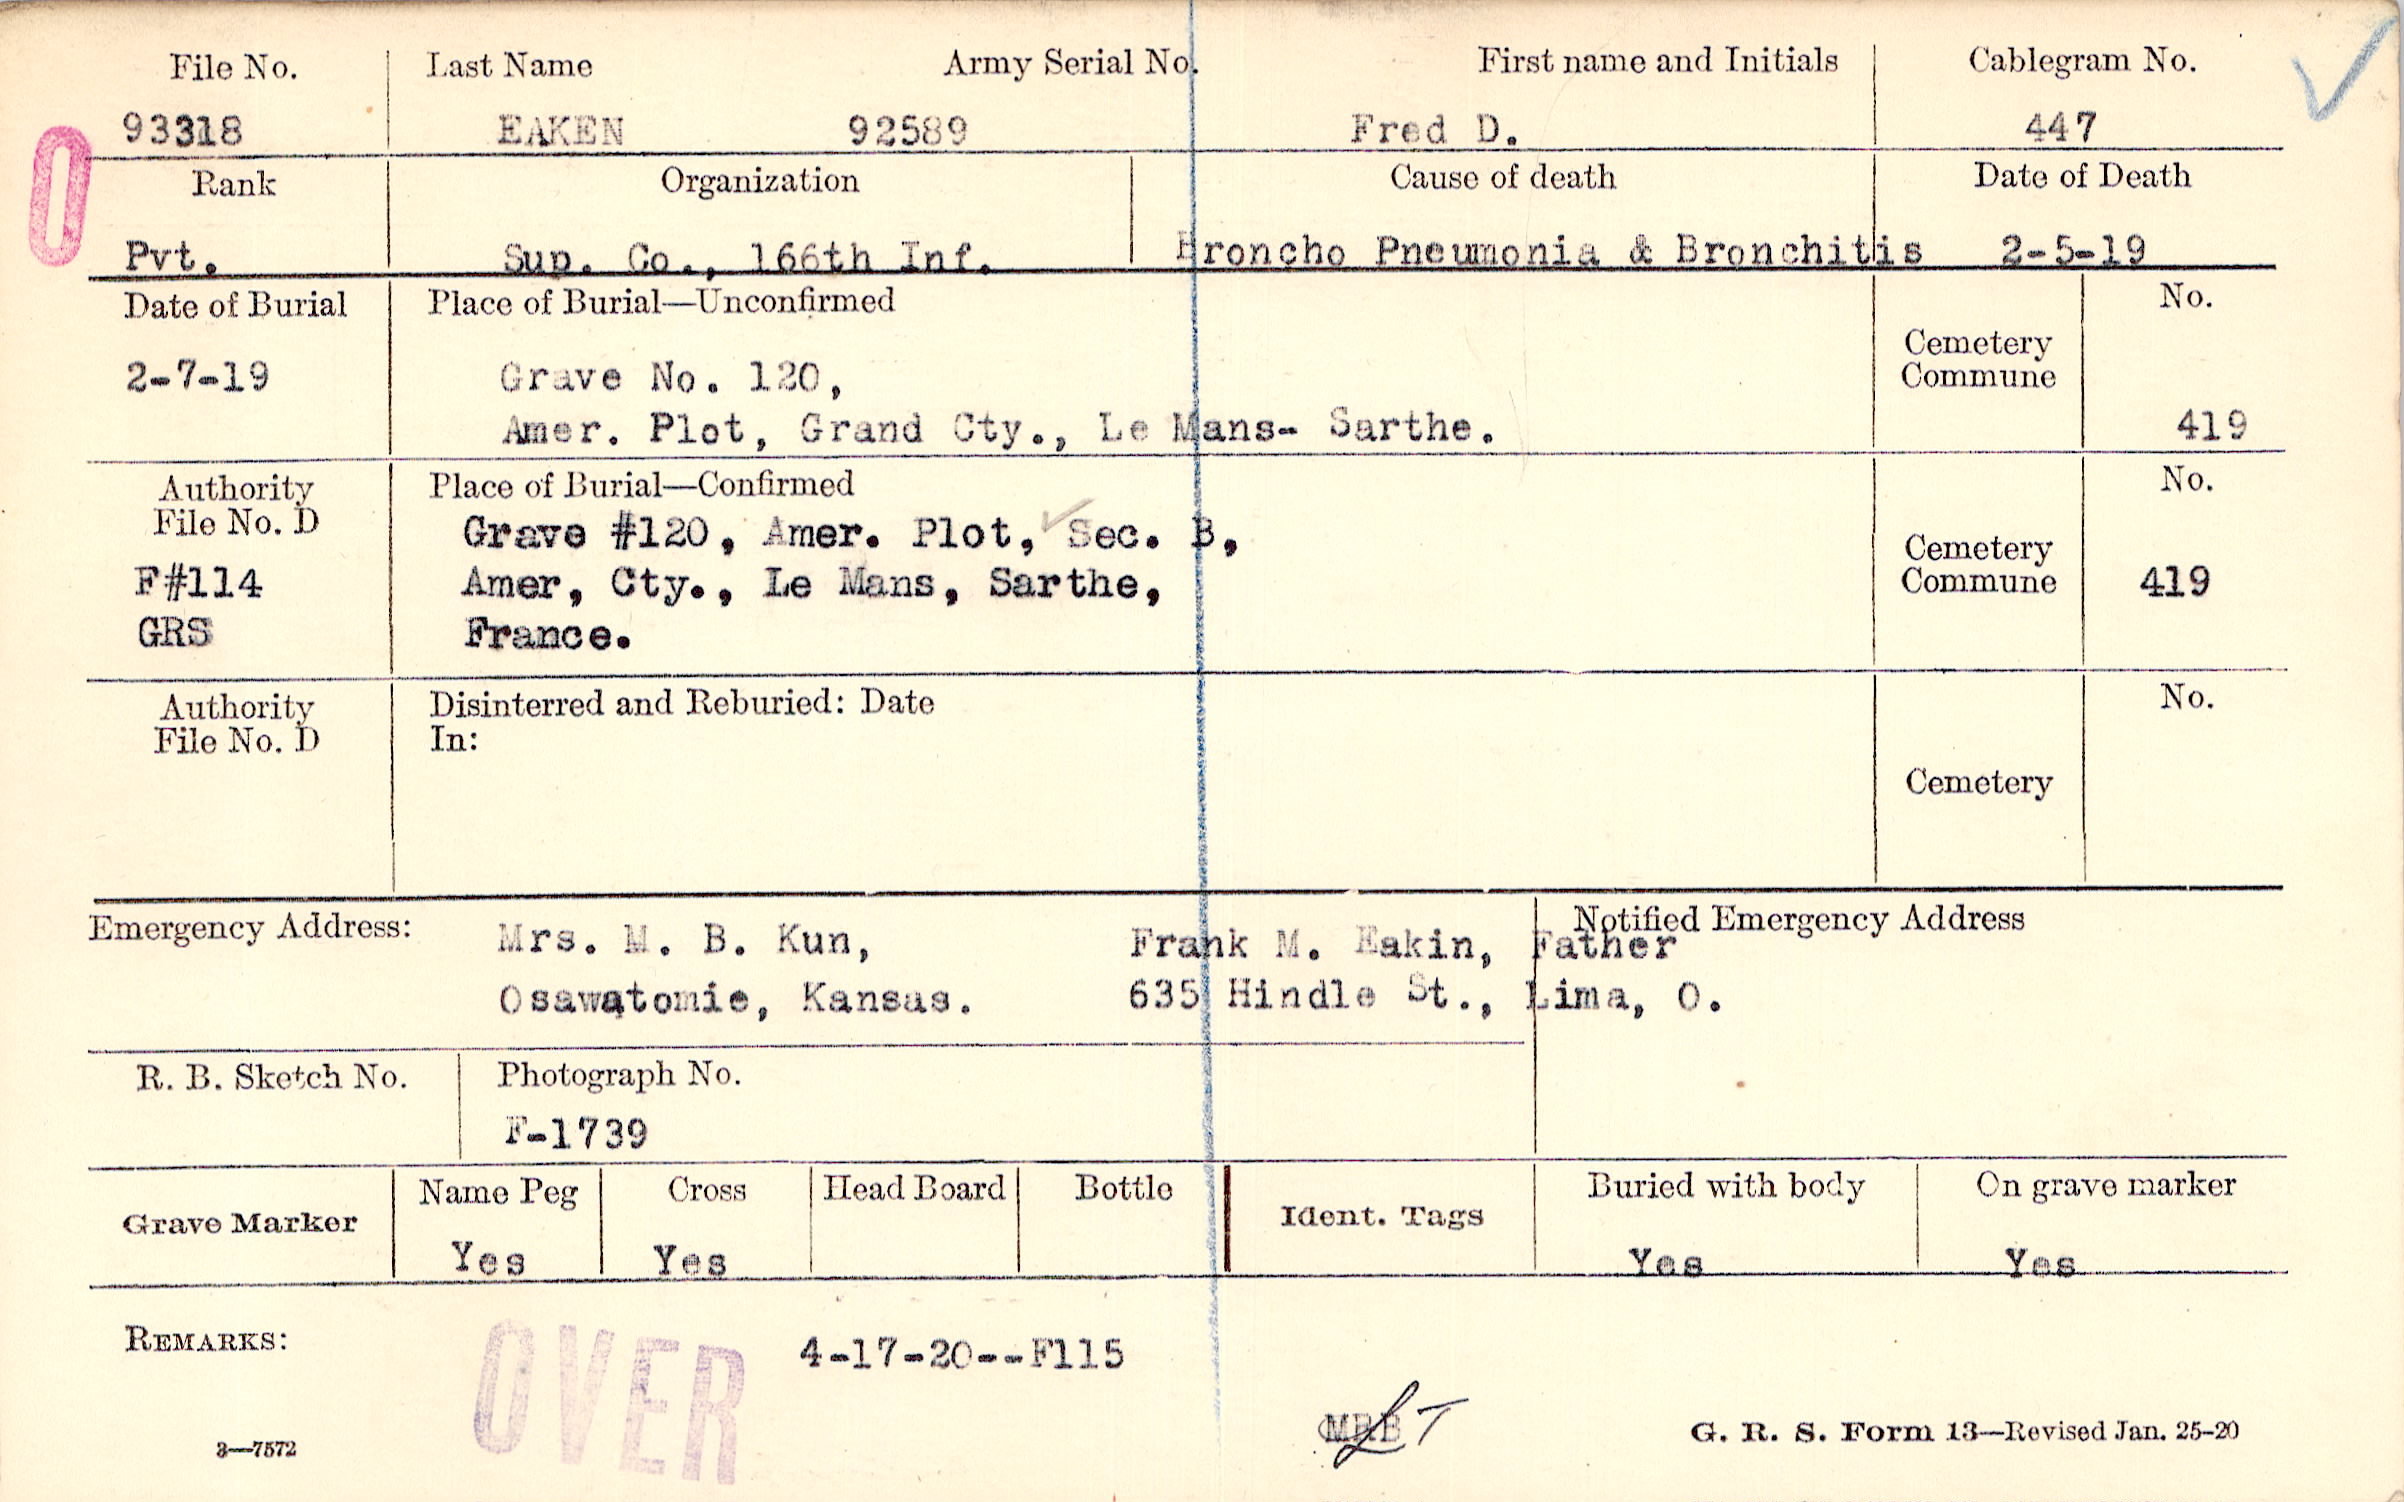 File No. Last Name Army Serial No. First name and Initials Cablegram No.
93318 EAKEN 92589 Fred D. 447
O
Rank Organization Cause of death Date of Death
Pvt. Sup. Co., 166th Inf. Broncho Pneumonia & Bronchitis 2-5-19
Date of Burial Place of Burial—Unconfirmed No.
Cemetery
Commune
2-7-19 Grave No. 120,
Amer. Plot, Grand Cty., Le Mans- Sarthe. 419
Authority Place of Burial—Confirmed No.
File No. D Grave #120, Amer. Plot, Sec. B,
Cemetery
F#114 Amer, Cty., Le Mans, Sarthe, Commune 419
GRS France.
Authority Disinterred and Reburied: Date No.
File No. D In:
Cemetery
Emergency Address: Notified Emergency Address
Mrs. M. B. Kun, Frank M. Eakin, Father
Osawatomie, Kansas. 635 Hindle St., Lima, O.
R. B. Sketch No. Photograph No.
F-1739
Grave Marker Name Peg Cross Head Board Bottle Ident. Tags Buried with body On grave marker
Yes Yes Yes Yes
REMARKS: 4-17-20--F115
OVER
3—7572 G. R. S. Form 13—Revised Jan. 25-20